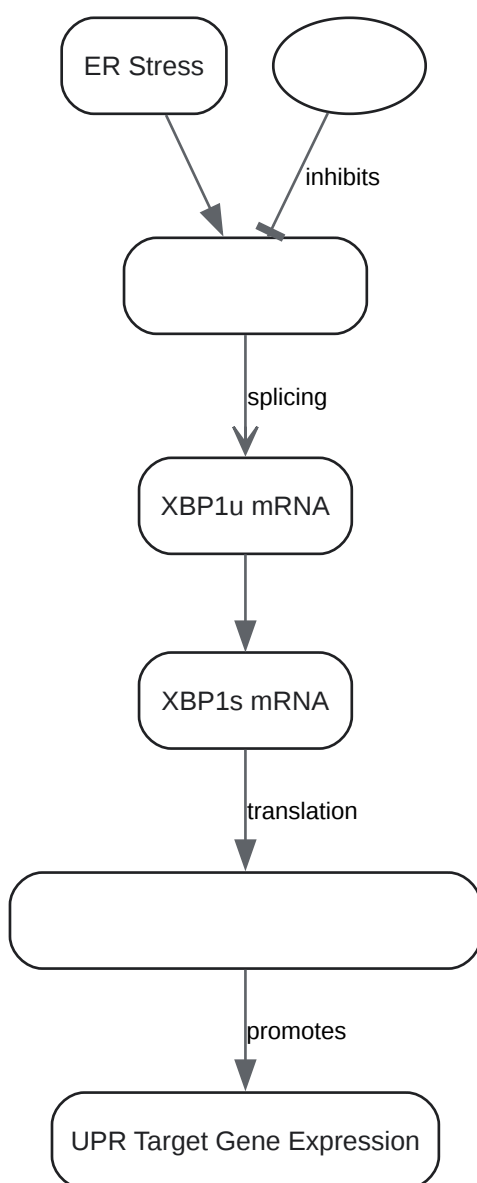 ER Stress
inhibits
splicing
XBP1u mRNA
XBP1s mRNA
translation
promotes
UPR Target Gene Expression